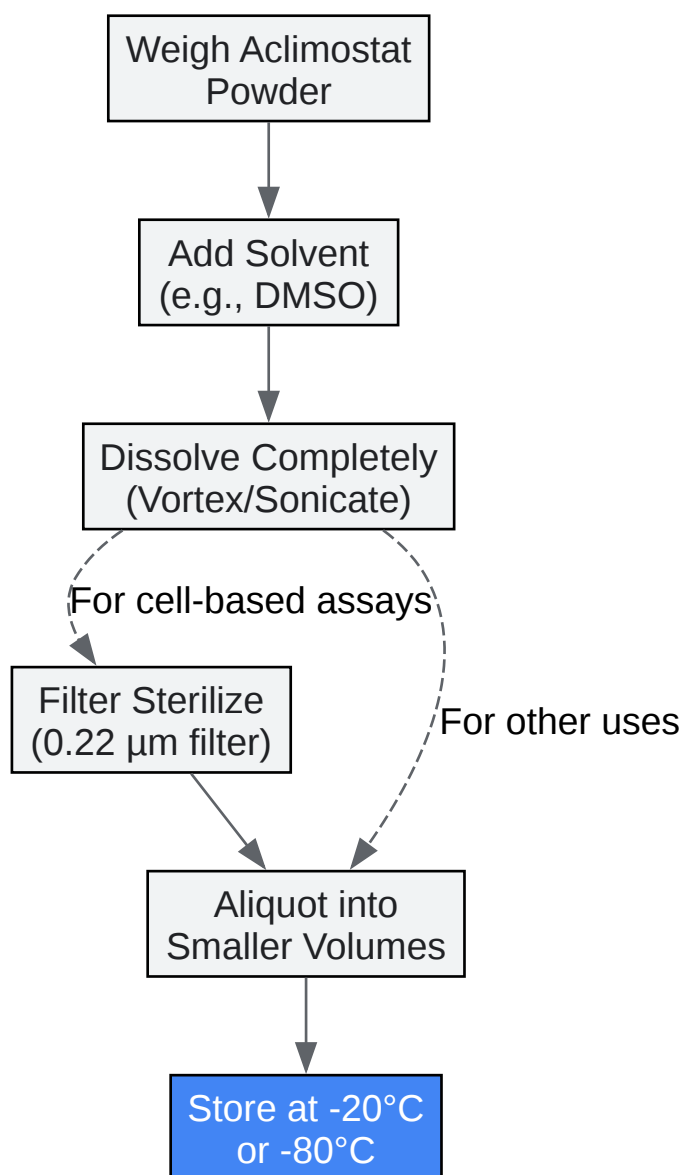 Weigh Aclimostat
Powder
Add Solvent
(e.g., DMSO)
Dissolve Completely
(Vortex/Sonicate)
For cell-based assays
Filter Sterilize
(0.22 µm filter)
For other uses
Aliquot into
Smaller Volumes
Store at -20°C
or -80°C